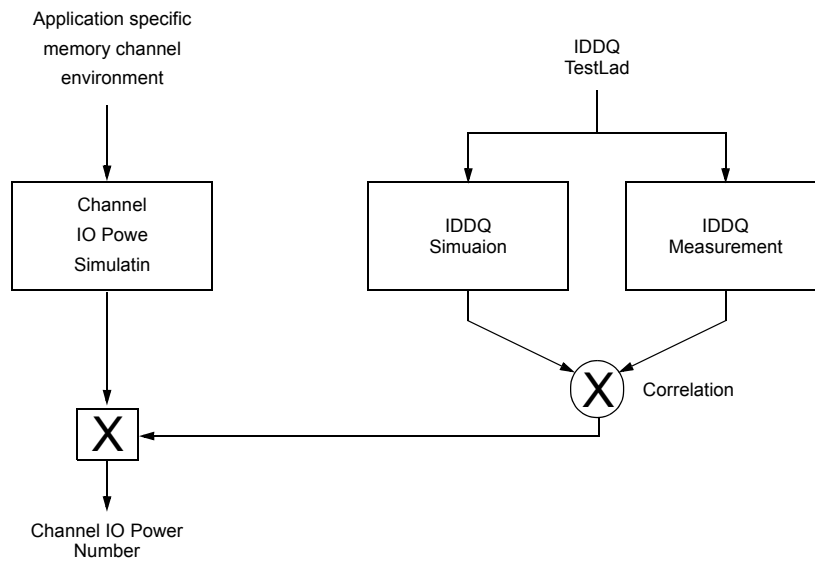 Application specific
memory channel
environment
IDDQ
TestLad
Channel
IO Powe
Simulatin
IDDQ
Simuaion
IDDQ
Measurement
X
Correlation
X
Channel IO Power
Number